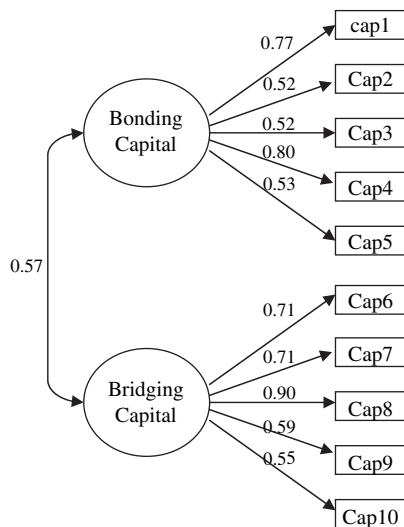 cap1
0.77
Cap2
0.52
Bonding
Capital
0.52
Cap3
0.80
Cap4
0.53
Cap5
0.57
Cap6
0.71
Cap7
0.71
Bridging
Capital
0.90
Cap8
0.59
Cap9
0.55
Cap10